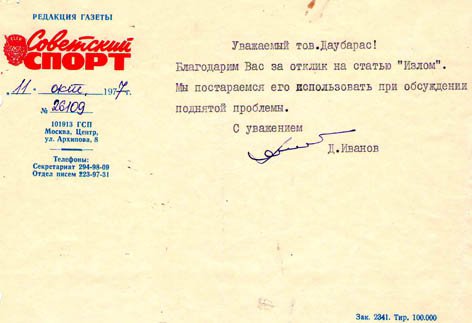 РЕДАКЦИЯ ГАЗЕТЫ
Советский
СПОРТ
11 окт. 1977 г.
№ 26109
101913 ГСП
Москва, Центр,
ул. Архипова, 8
Телефоны:
Секретариат 294-98-09
Отдел писем 223-97-31
Уважаемый тов.Даубарас!
Благодарим Вас за отклик на статью "Излом".
Мы постараемся его использовать при обсуждении
поднятой проблемы.
С уважением
Д.Иванов
Зак. 2341. Тир. 100.000